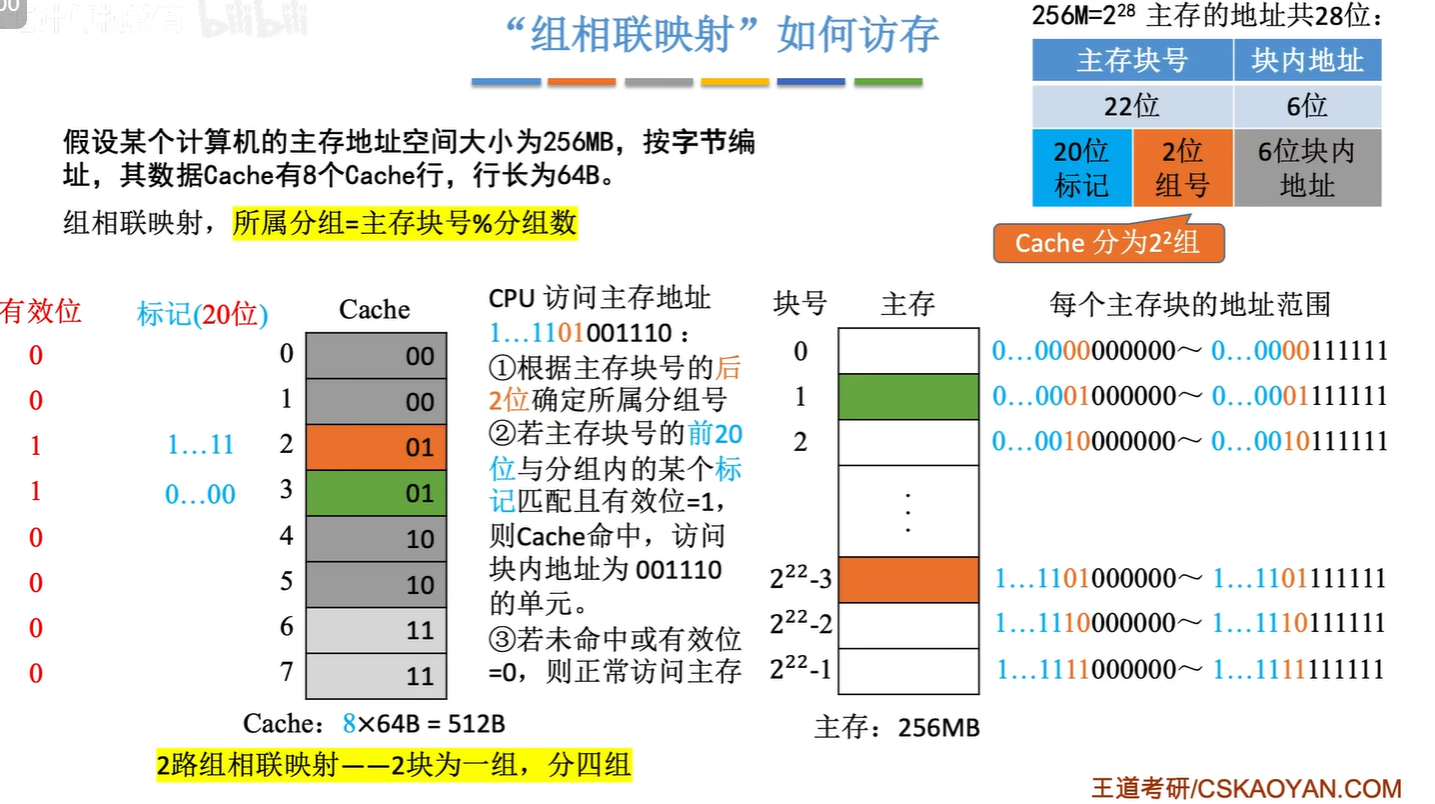 00
bilibili
“组相联映射”如何访存
256M=2²⁸ 主存的地址共28位：
主存块号 块内地址
22位 6位
20位标记 2位组号 6位块内地址
Cache 分为2²组
假设某个计算机的主存地址空间大小为256MB，按字节编
址，其数据Cache有8个Cache行，行长为64B。
组相联映射，所属分组=主存块号%分组数
有效位 标记(20位) Cache
0 0 00
0 1 00
1 1…11 2 01
1 0…00 3 01
0 4 10
0 5 10
0 6 11
0 7 11
Cache：8×64B = 512B
2路组相联映射——2块为一组，分四组
CPU 访问主存地址
1…1101001110：
①根据主存块号的后
2位确定所属分组号
②若主存块号的前20
位与分组内的某个标
记匹配且有效位=1，
则Cache命中，访问
块内地址为 001110
的单元。
③若未命中或有效位
=0，则正常访问主存
块号 主存 每个主存块的地址范围
0 0…0000000000～ 0…0000111111
1 0…0001000000～ 0…0001111111
2 0…0010000000～ 0…0010111111
⋮
2²²-3 1…1101000000～ 1…1101111111
2²²-2 1…1110000000～ 1…1110111111
2²²-1 1…1111000000～ 1…1111111111
主存：256MB
王道考研/CSKAOYAN.COM